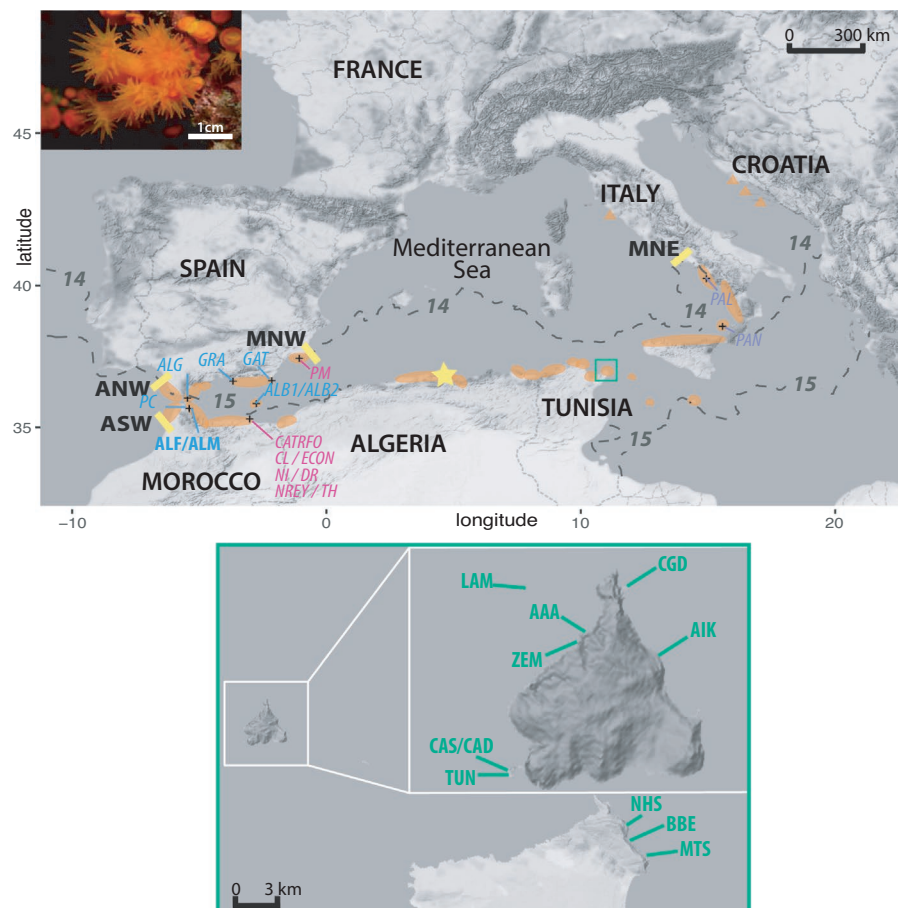 1cm
0 300 km
FRANCE
45
CROATIA
ITALY
latitude
Mediterranean
Sea
MNE
14
14
SPAIN
40
PAL
14
14
MNW
PAN
ALG
GRA
GAT
PM
ANW
15
ALB1/ALB2
15
PC
TUNISIA
ASW
35
ALF/ALM
CATRFO
ALGERIA
15
CL / ECON
MOROCCO
NI / DR
NREY / TH
−10
0
longitude
10
20
LAM
CGD
AAA
AIK
ZEM
CAS/CAD
TUN
NHS
BBE
MTS
0 3 km